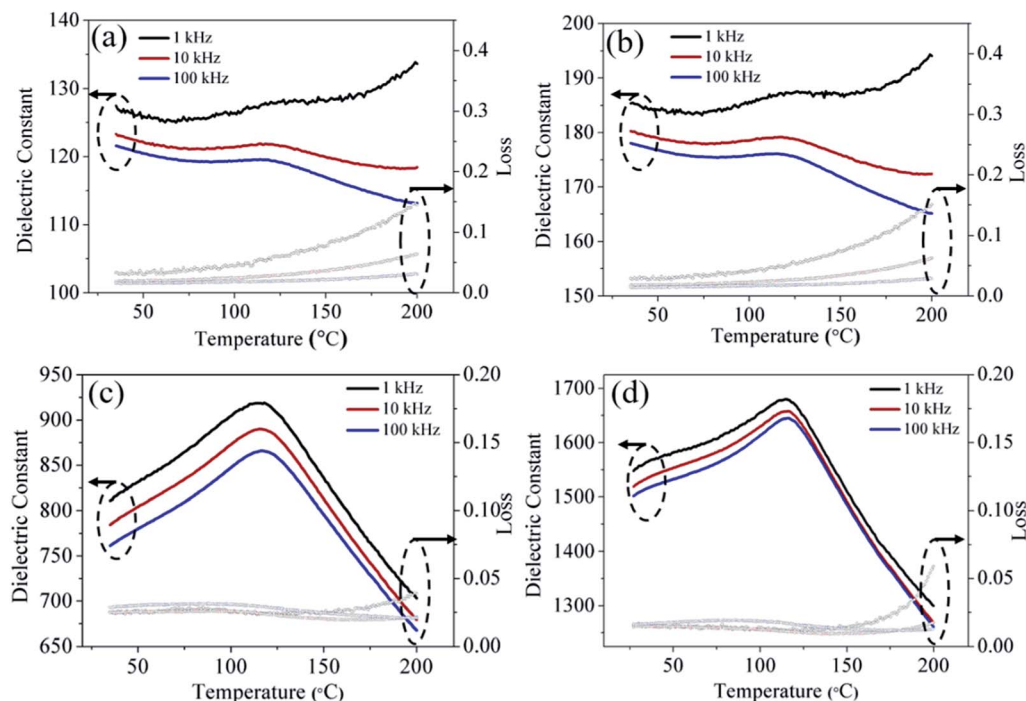 (a)
1 kHz
10 kHz
100 kHz
140
135
130
125
120
115
110
105
100
Dielectric Constant
0.4
0.3
0.2
0.1
0.0
Loss
50
100
150
200
Temperature (°C)
(b)
1 kHz
10 kHz
100 kHz
200
190
180
170
160
150
Dielectric Constant
0.4
0.3
0.2
0.1
0.0
Loss
50
100
150
200
Temperature (°C)
(c)
1 kHz
10 kHz
100 kHz
950
900
850
800
750
700
650
Dielectric Constant
0.20
0.15
0.10
0.05
0.00
Loss
50
100
150
200
Temperature (°C)
(d)
1 kHz
10 kHz
100 kHz
1700
1600
1500
1400
1300
Dielectric Constant
0.20
0.15
0.10
0.05
0.00
Loss
50
100
150
200
Temperature (°C)